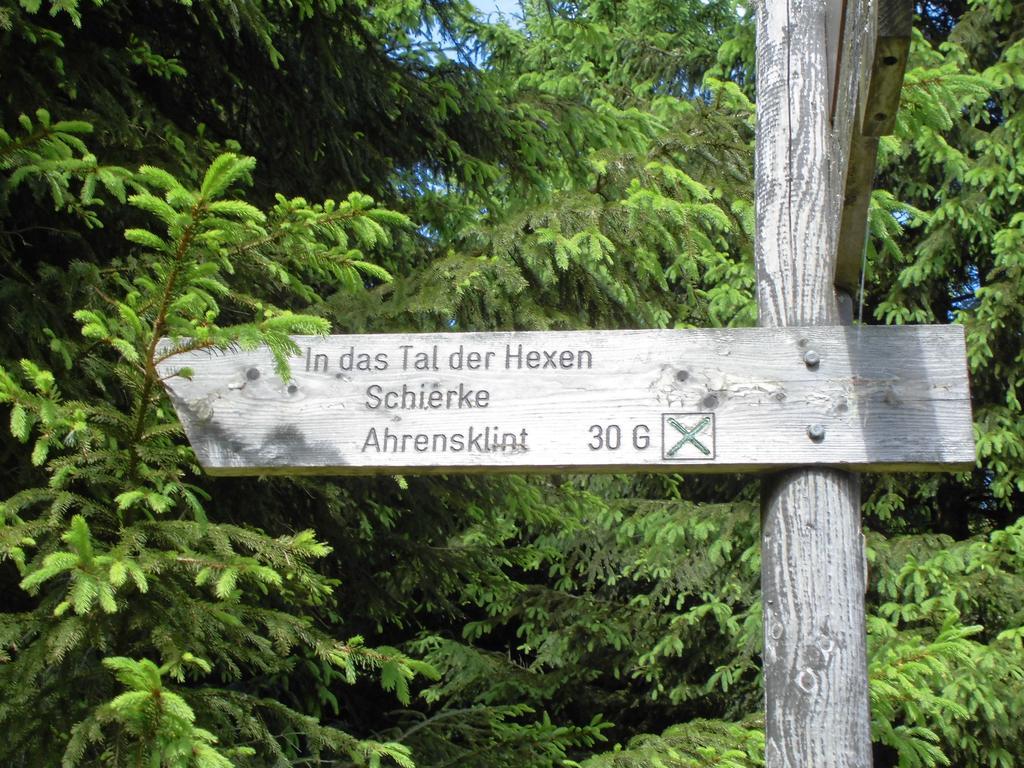 In das Tal der Hexen
Schierke
Ahrensklint 30 G